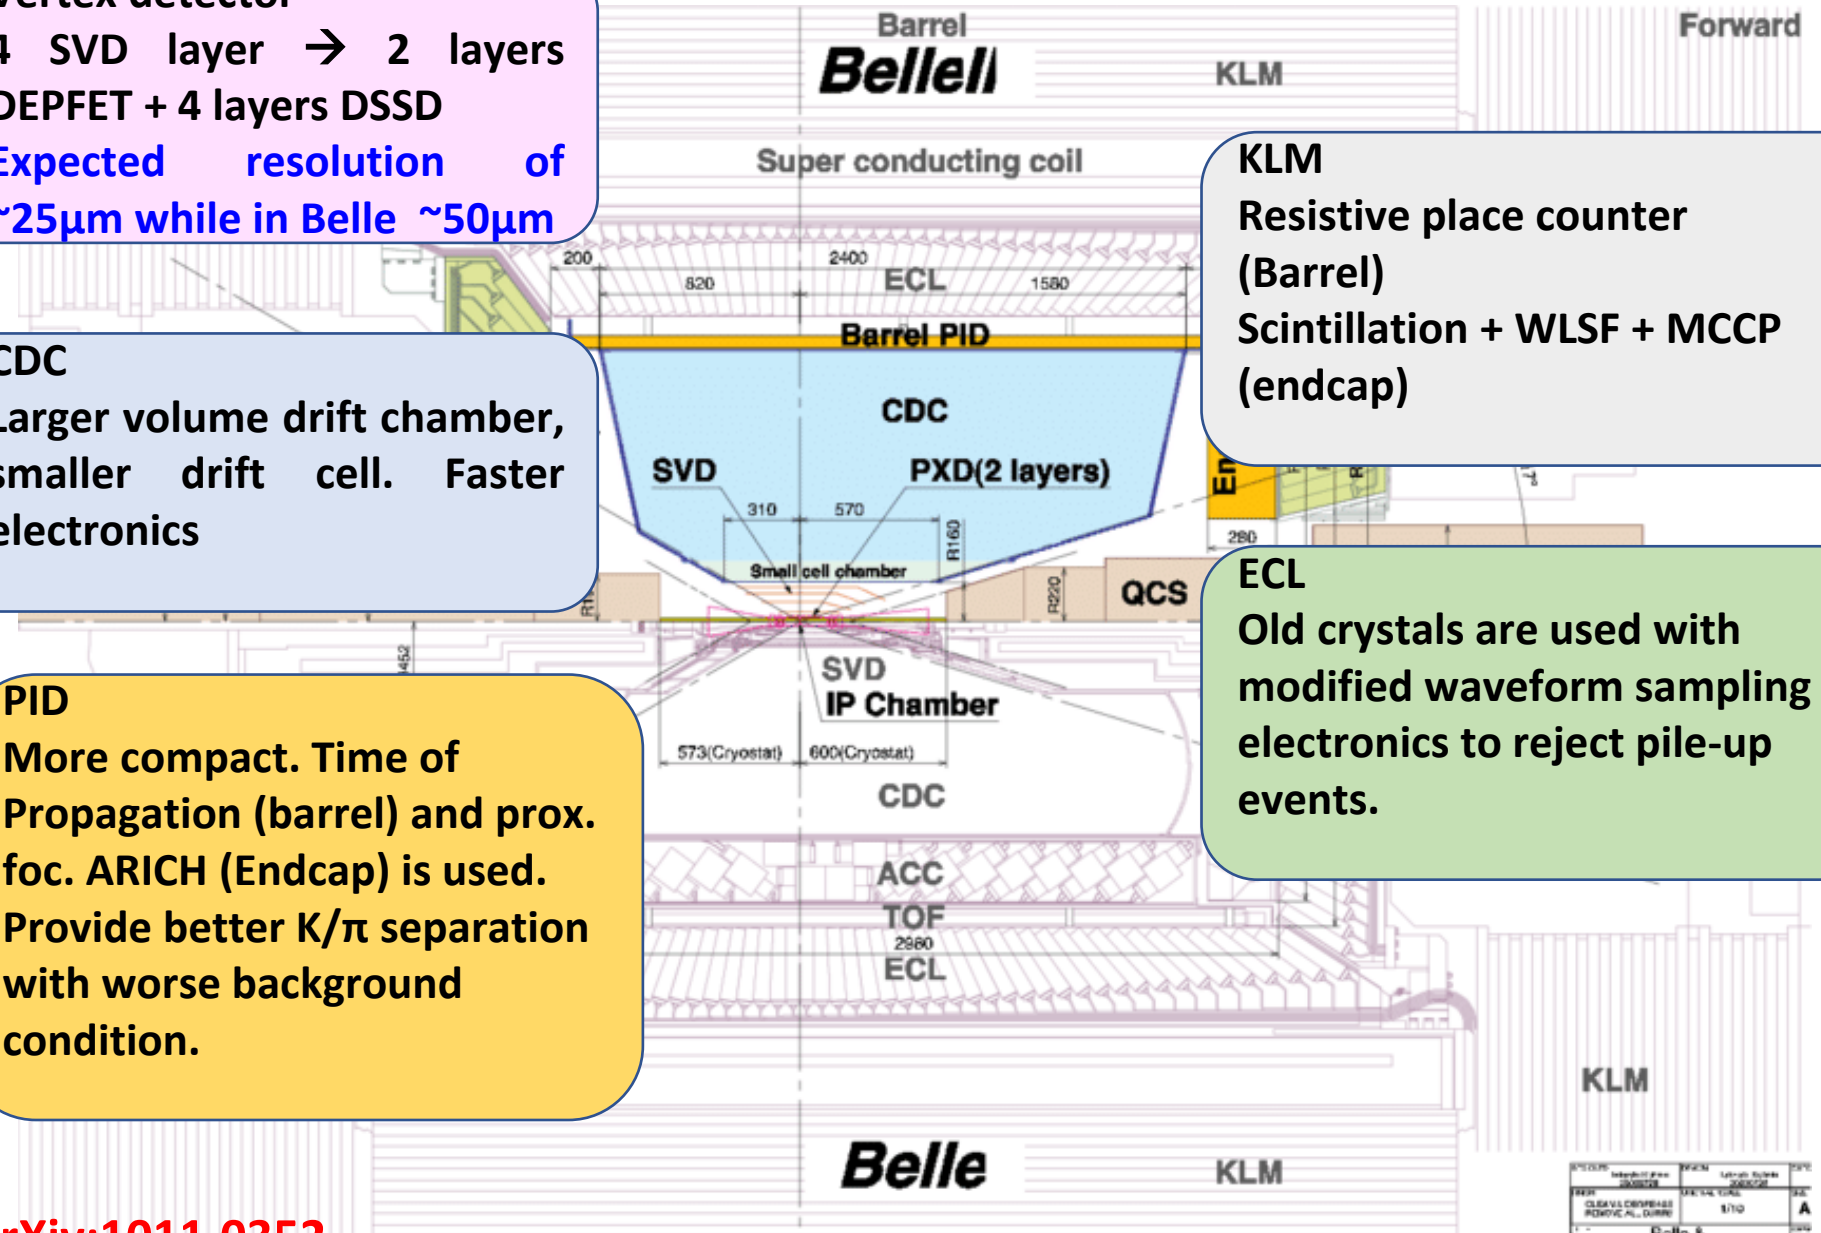 Vertex detector
4 SVD layer → 2 layers
DEPFET + 4 layers DSSD
Expected resolution of
~25μm while in Belle ~50μm
Barrel
BelleII
KLM
Forward
Super conducting coil
KLM
Resistive place counter
(Barrel)
Scintillation + WLSF + MCCP
(endcap)
200
2400
820
ECL
1580
Barrel PID
CDC
Larger volume drift chamber,
smaller drift cell. Faster
electronics
CDC
SVD
PXD(2 layers)
310
570
R160
280
Small cell chamber
R220
QCS
17°
ECL
Old crystals are used with
modified waveform sampling
electronics to reject pile-up
events.
452
SVD
IP Chamber
573(Cryostat)
600(Cryostat)
PID
More compact. Time of
Propagation (barrel) and prox.
foc. ARICH (Endcap) is used.
Provide better K/π separation
with worse background
condition.
CDC
ACC
TOF
2980
ECL
KLM
Belle
KLM
1/10
A